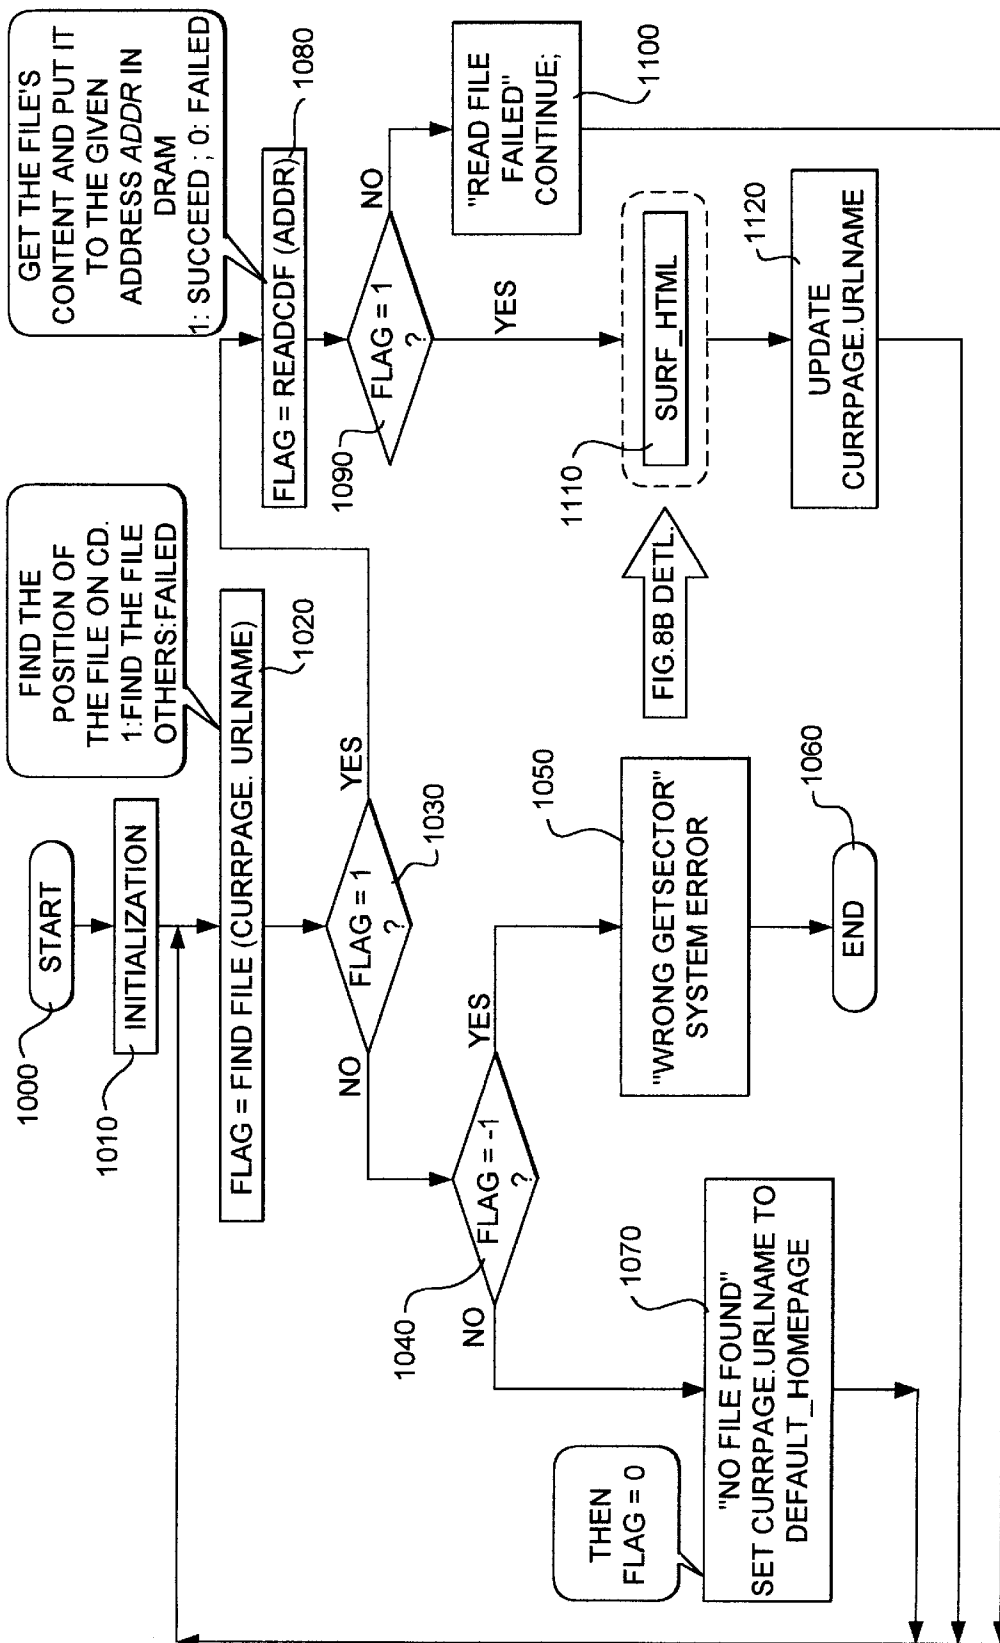 START
1000
INITIALIZATION
1010
FIND THE
POSITION OF
THE FILE ON CD.
1:FIND THE FILE
OTHERS:FAILED
FLAG = FIND FILE (CURRPAGE. URLNAME)
1020
FLAG = 1
?
1030
YES
NO
FLAG = -1
?
1040
YES
NO
"WRONG GETSECTOR"
SYSTEM ERROR
1050
END
1060
THEN
FLAG = 0
"NO FILE FOUND"
SET CURRPAGE.URLNAME TO
DEFAULT_HOMEPAGE
1070
GET THE FILE'S
CONTENT AND PUT IT
TO THE GIVEN
ADDRESS ADDR IN
DRAM
1: SUCCEED ; 0: FAILED
FLAG = READCDF (ADDR)
1080
FLAG = 1
?
1090
NO
YES
"READ FILE
FAILED"
CONTINUE;
1100
FIG.8B DETL.
SURF_HTML
1110
UPDATE
CURRPAGE.URLNAME
1120